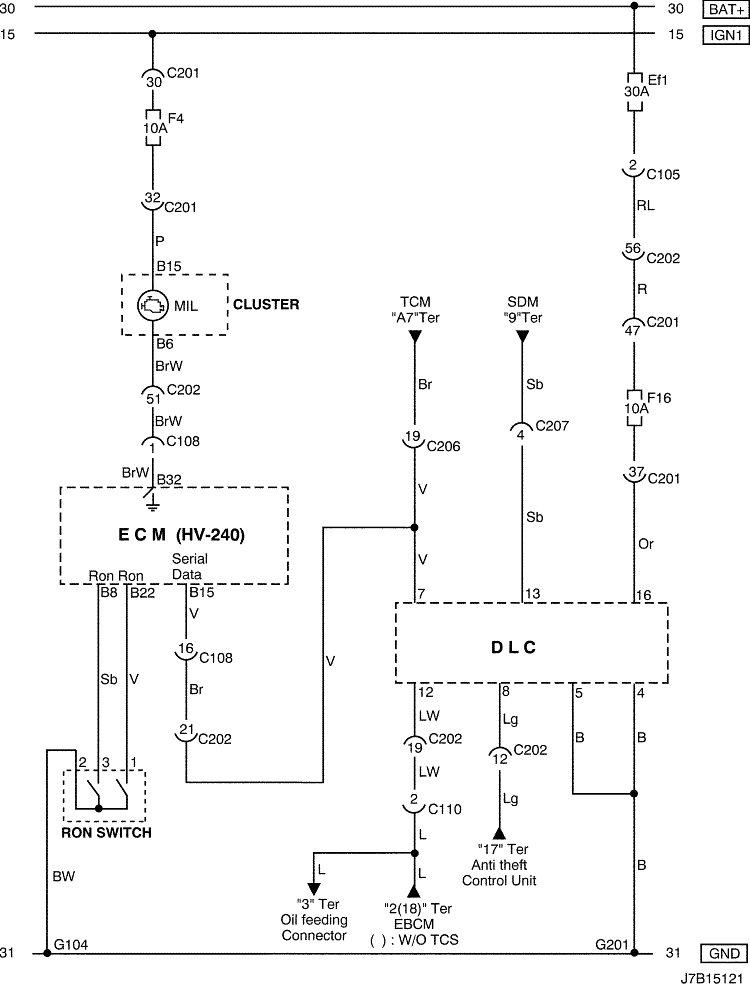 30 30 BAT+
15 15 IGN1
C201
30
F4
10A
32
C201
P
B15
MIL
CLUSTER
B6
BrW
C202
51
BrW
C108
1
BrW
B32
E C M (HV-240)
Ron Ron
Serial
Data
B8 B22 B15
V
16
C108
Sb V
Br
21
C202
V
2 3 1
RON SWITCH
BW
G104
TCM
"A7"Ter
Br
19
C206
V
V
7
SDM
"9"Ter
Sb
C207
4
Sb
13
Ef1
30A
2
C105
RL
56
C202
R
C201
47
F16
10A
37
C201
Or
16
D L C
12 8 5 4
LW
C202
19
LW
2
C110
L
L
L
"3" Ter
Oil feeding
Connector
"2(18)" Ter
EBCM
( ) : W/O TCS
Lg
C202
12
Lg
"17" Ter
Anti theft
Control Unit
B B
B
G201
31 31 GND
J7B15121